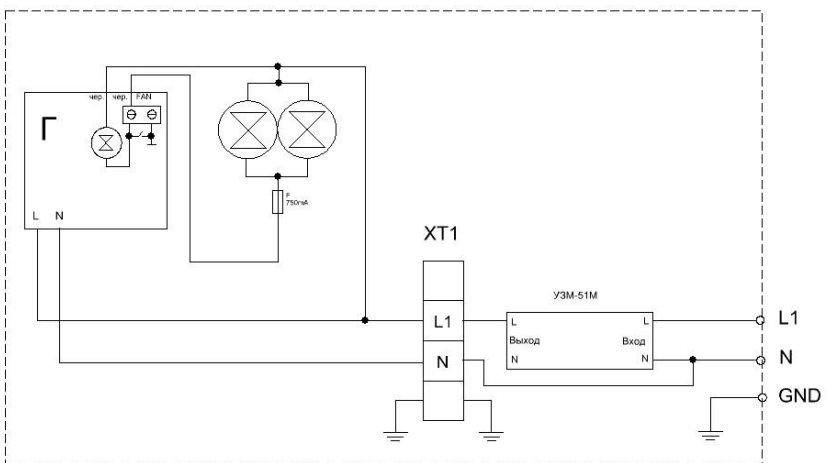 чер. чер. FAN
Г
F
750mA
L N
XT1
УЗМ-51М
L1
L L
L1
Выход Вход
N
N N
N
GND